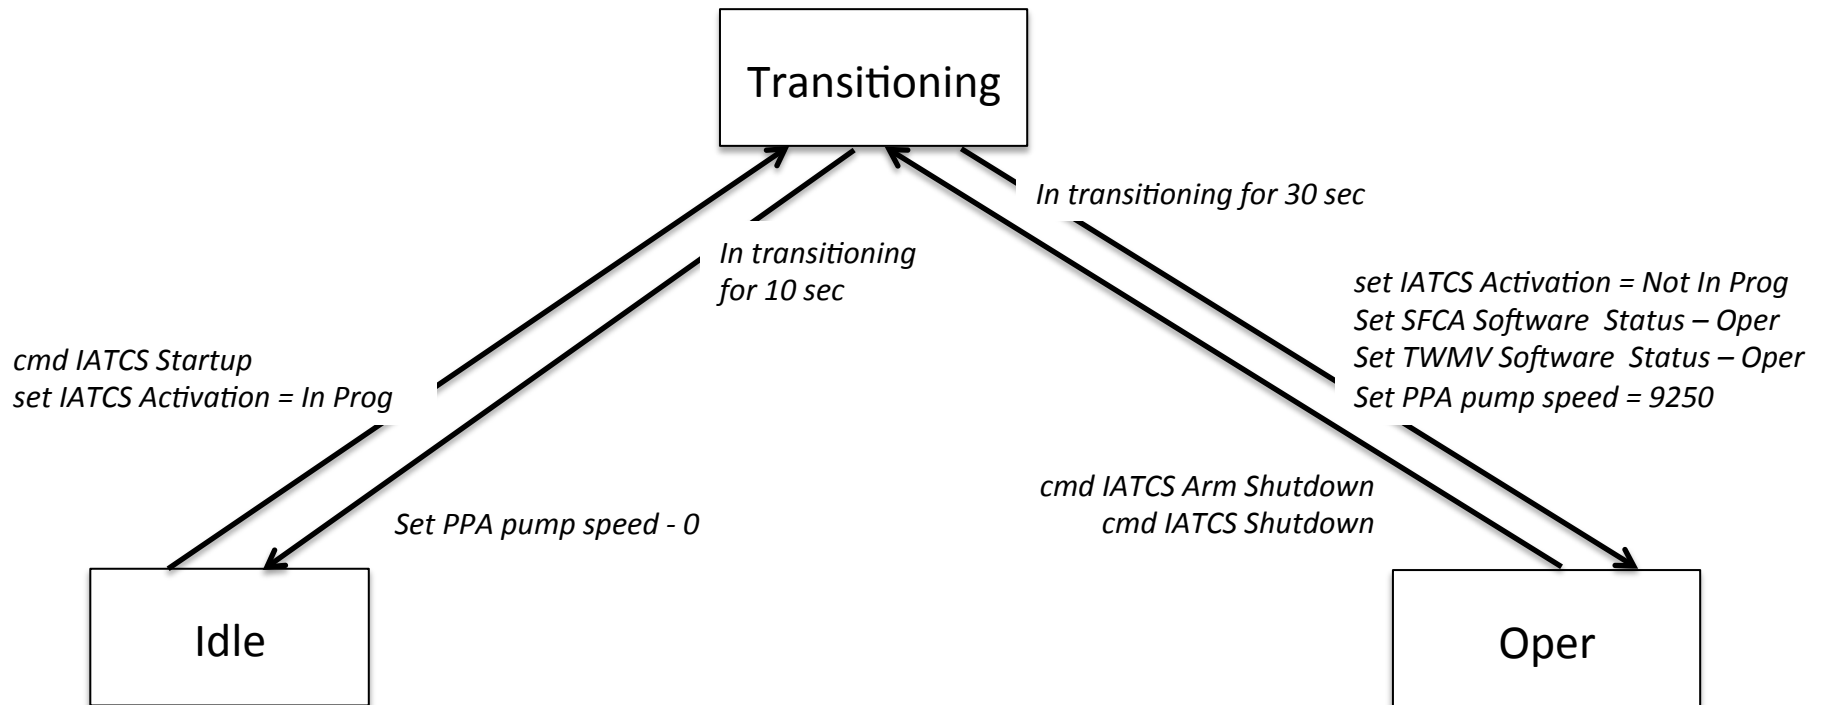 Transitioning
In transitioning for 30 sec
In transitioning
for 10 sec
set IATCS Activation = Not In Prog
Set SFCA Software  Status – Oper
Set TWMV Software  Status – Oper
Set PPA pump speed = 9250
cmd IATCS Startup
set IATCS Activation = In Prog
cmd IATCS Arm Shutdown
cmd IATCS Shutdown
Set PPA pump speed - 0
Idle
Oper